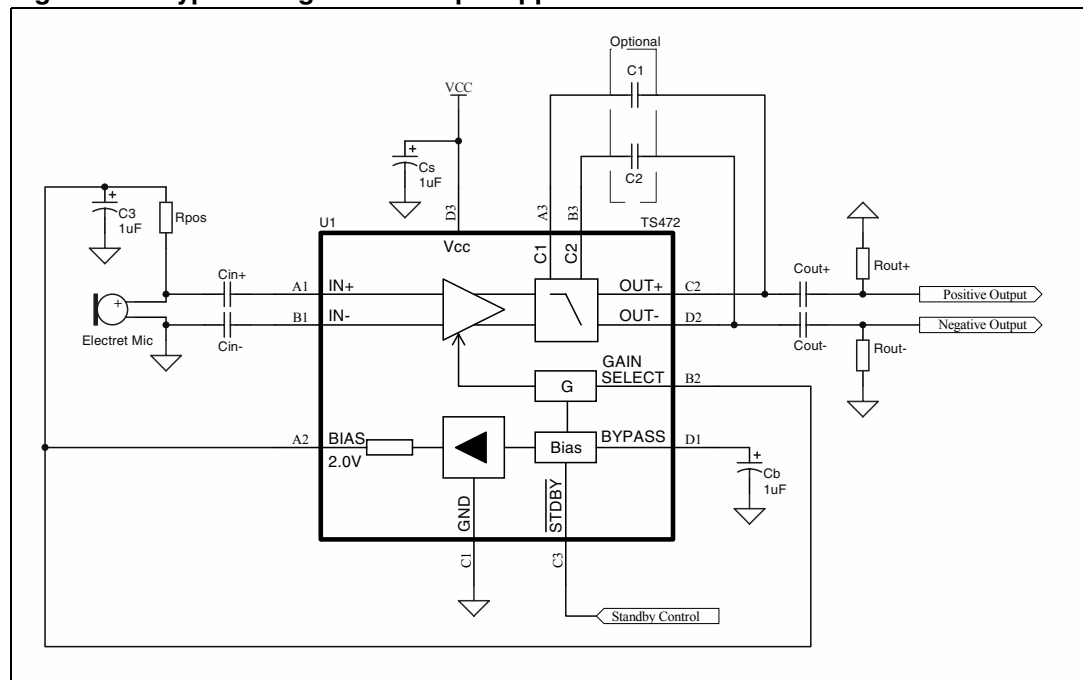 Optional
C1
VCC
Cs
1uF
C2
C3
1uF
Rpos
D3
A3
B3
U1
TS472
Vcc
C1
C2
Cin+
A1
IN+
OUT+
C2
Cout+
Rout+
Positive Output
+
B1
IN-
OUT-
D2
Negative Output
Electret Mic
Cin-
Cout-
Rout-
GAIN
SELECT
B2
G
A2
BIAS
2.0V
Bias
BYPASS
D1
Cb
1uF
GND
STDBY
C1
C3
Standby Control